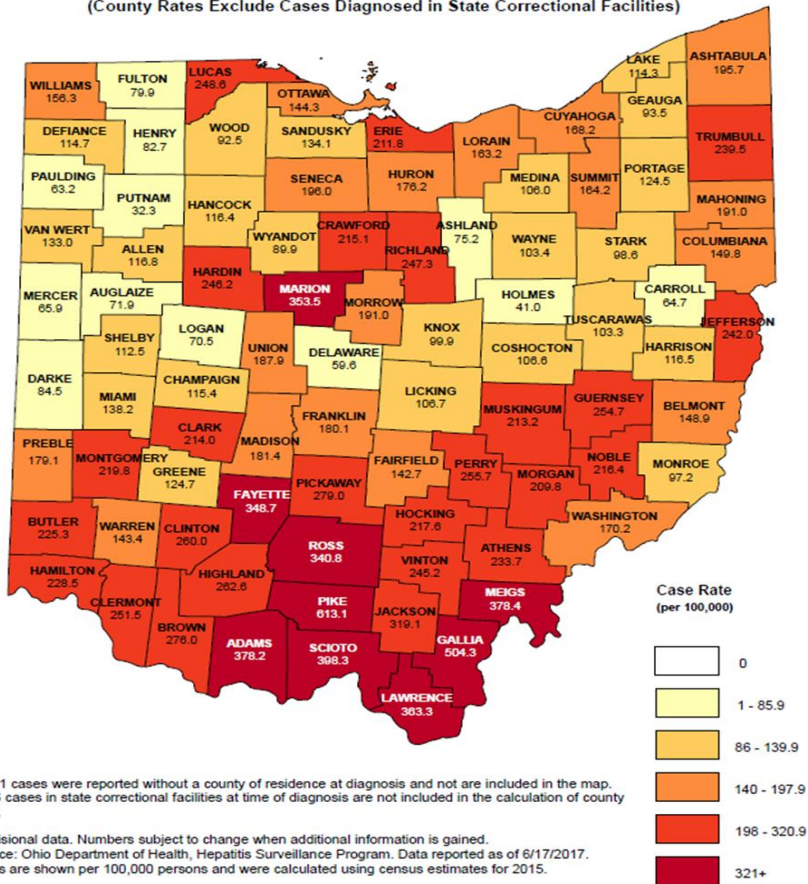 (County Rates Exclude Cases Diagnosed in State Correctional Facilities)
WILLIAMS
156.3
FULTON
79.9
LUCAS
248.6
OTTAWA
144.3
LAKE
114.3
ASHTABULA
195.7
GEAUGA
93.5
CUYAHOGA
168.2
DEFIANCE
114.7
HENRY
82.7
WOOD
92.5
SANDUSKY
134.1
ERIE
211.8
LORAIN
163.2
TRUMBULL
239.5
PAULDING
63.2
PUTNAM
32.3
HANCOCK
116.4
SENECA
196.0
HURON
176.2
MEDINA
106.0
SUMMIT
164.2
PORTAGE
124.5
MAHONING
191.0
VAN WERT
133.0
ALLEN
116.8
WYANDOT
89.9
CRAWFORD
215.1
RICHLAND
247.3
ASHLAND
75.2
WAYNE
103.4
STARK
98.6
COLUMBIANA
149.8
HARDIN
246.2
MERCER
65.9
AUGLAIZE
71.9
MARION
353.5
MORROW
191.0
HOLMES
41.0
CARROLL
64.7
TUSCARAWAS
103.3
JEFFERSON
242.0
SHELBY
112.5
LOGAN
70.5
UNION
187.9
DELAWARE
59.6
KNOX
99.9
COSHOCTON
106.6
HARRISON
116.5
DARKE
84.5
MIAMI
138.2
CHAMPAIGN
115.4
LICKING
106.7
MUSKINGUM
213.2
GUERNSEY
254.7
BELMONT
148.9
CLARK
214.0
FRANKLIN
180.1
MADISON
181.4
PREBLE
179.1
MONTGOMERY
219.8
GREENE
124.7
FAIRFIELD
142.7
PERRY
255.7
MORGAN
209.8
NOBLE
216.4
MONROE
97.2
PICKAWAY
279.0
FAYETTE
348.7
BUTLER
225.3
WARREN
143.4
CLINTON
260.0
HOCKING
217.6
WASHINGTON
170.2
ROSS
340.8
VINTON
245.2
ATHENS
233.7
HAMILTON
228.5
HIGHLAND
262.6
CLERMONT
251.5
BROWN
276.0
PIKE
613.1
JACKSON
319.1
MEIGS
378.4
ADAMS
378.2
SCIOTO
398.3
GALLIA
504.3
LAWRENCE
363.3
Case Rate
(per 100,000)
0
1 - 85.9
86 - 139.9
140 - 197.9
198 - 320.9
321+
1 cases were reported without a county of residence at diagnosis and not are included in the map.
cases in state correctional facilities at time of diagnosis are not included in the calculation of county
isional data. Numbers subject to change when additional information is gained.
ce: Ohio Department of Health, Hepatitis Surveillance Program. Data reported as of 6/17/2017.
s are shown per 100,000 persons and were calculated using census estimates for 2015.